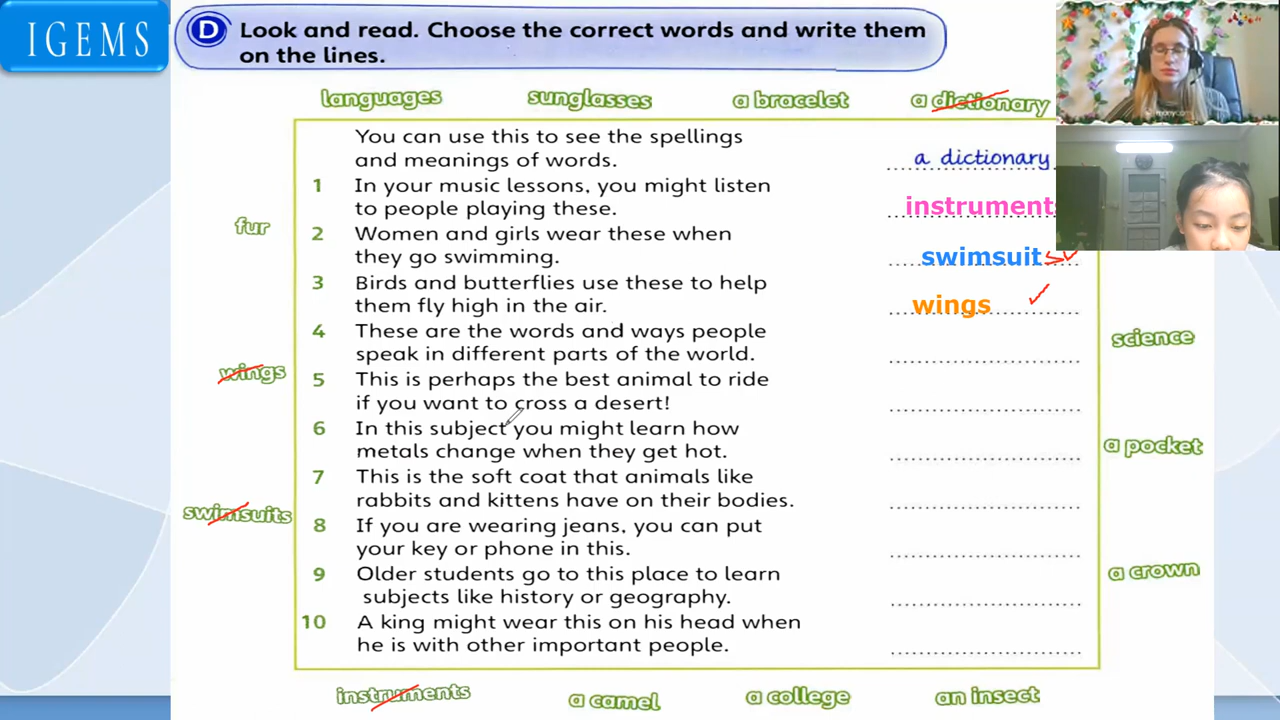 IGEMS
D Look and read. Choose the correct words and write them
on the lines.
languages sunglasses a bracelet a dictionary
You can use this to see the spellings
and meanings of words. a dictionary
1 In your music lessons, you might listen
to people playing these. instruments
fur
2 Women and girls wear these when
they go swimming. swimsuits
3 Birds and butterflies use these to help
them fly high in the air. wings
4 These are the words and ways people
speak in different parts of the world.
science
wings
5 This is perhaps the best animal to ride
if you want to cross a desert!
6 In this subject you might learn how
metals change when they get hot.
a pocket
7 This is the soft coat that animals like
rabbits and kittens have on their bodies.
swimsuits
8 If you are wearing jeans, you can put
your key or phone in this.
9 Older students go to this place to learn
subjects like history or geography.
a crown
10 A king might wear this on his head when
he is with other important people.
instruments a camel a college an insect